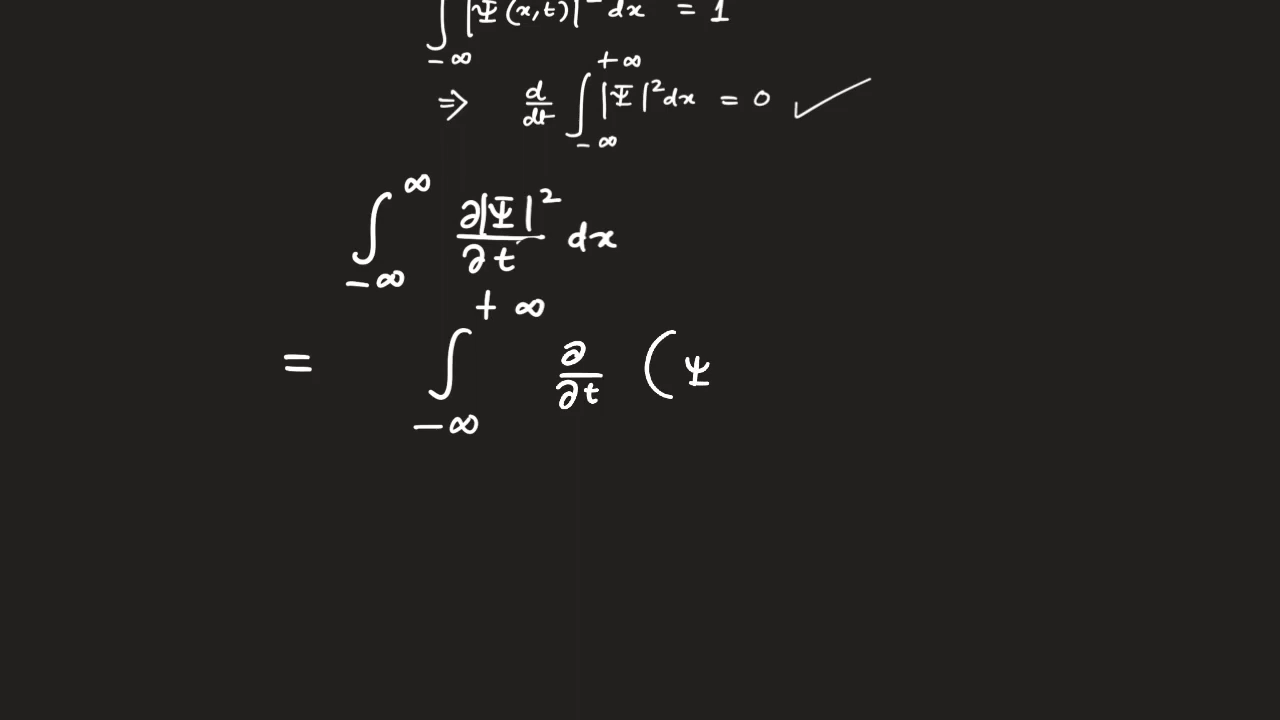 ∫_{-∞} |Ψ(x,t)|² dx = 1
⇒ d/dt ∫_{-∞}^{+∞} |Ψ|² dx = 0 ✓
∫_{-∞}^{∞} ∂|Ψ|²/∂t dx
= ∫_{-∞}^{+∞} ∂/∂t (Ψ